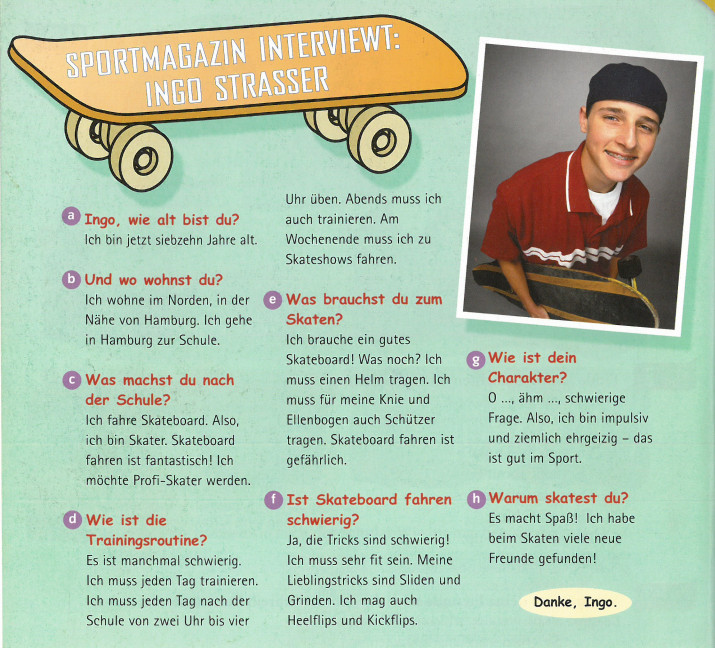 SPORTMAGAZIN INTERVIEWT:
INGO STRASSER
a Ingo, wie alt bist du?
Ich bin jetzt siebzehn Jahre alt.
b Und wo wohnst du?
Ich wohne im Norden, in der
Nähe von Hamburg. Ich gehe
in Hamburg zur Schule.
c Was machst du nach
der Schule?
Ich fahre Skateboard. Also,
ich bin Skater. Skateboard
fahren ist fantastisch! Ich
möchte Profi-Skater werden.
d Wie ist die
Trainingsroutine?
Es ist manchmal schwierig.
Ich muss jeden Tag trainieren.
Ich muss jeden Tag nach der
Schule von zwei Uhr bis vier
Uhr üben. Abends muss ich
auch trainieren. Am
Wochenende muss ich zu
Skateshows fahren.
e Was brauchst du zum
Skaten?
Ich brauche ein gutes
Skateboard! Was noch? Ich
muss einen Helm tragen. Ich
muss für meine Knie und
Ellenbogen auch Schützer
tragen. Skateboard fahren ist
gefährlich.
f Ist Skateboard fahren
schwierig?
Ja, die Tricks sind schwierig!
Ich muss sehr fit sein. Meine
Lieblingstricks sind Sliden und
Grinden. Ich mag auch
Heelflips und Kickflips.
g Wie ist dein
Charakter?
O ..., ähm ..., schwierige
Frage. Also, ich bin impulsiv
und ziemlich ehrgeizig – das
ist gut im Sport.
h Warum skatest du?
Es macht Spaß! Ich habe
beim Skaten viele neue
Freunde gefunden!
Danke, Ingo.